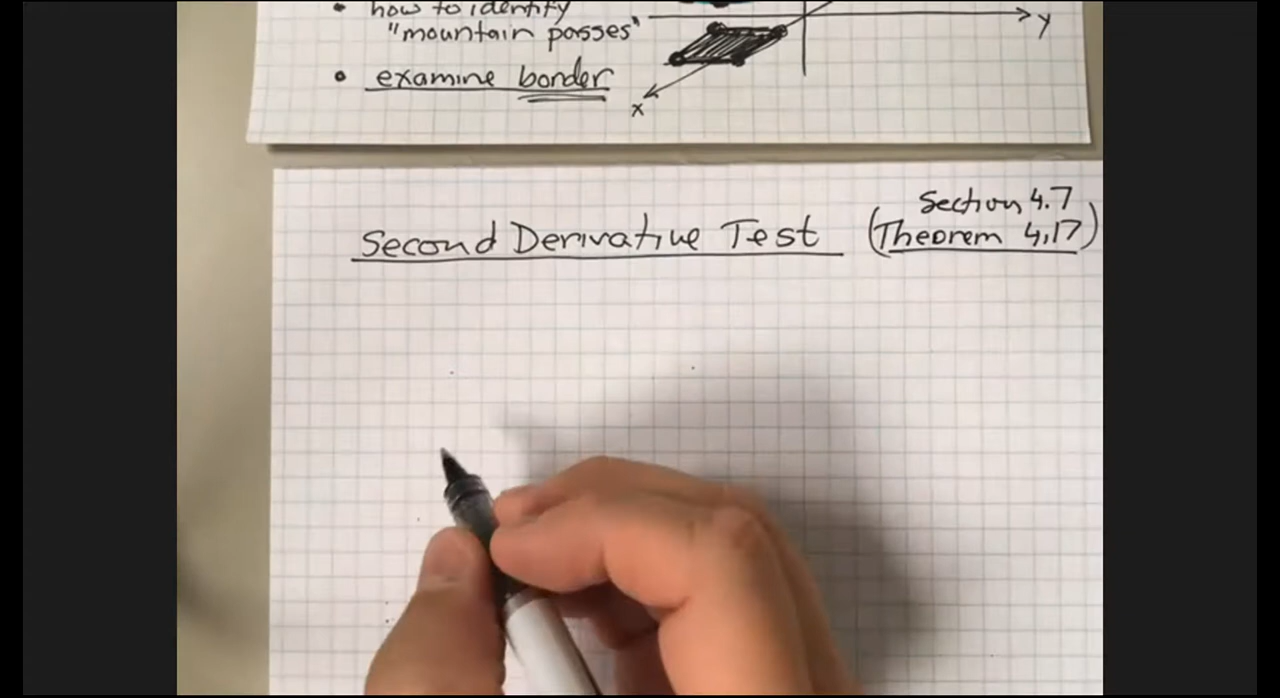 • how to identify
"mountain passes"
• examine border
y
x
Second Derivative Test
Section 4.7
(Theorem 4.17)